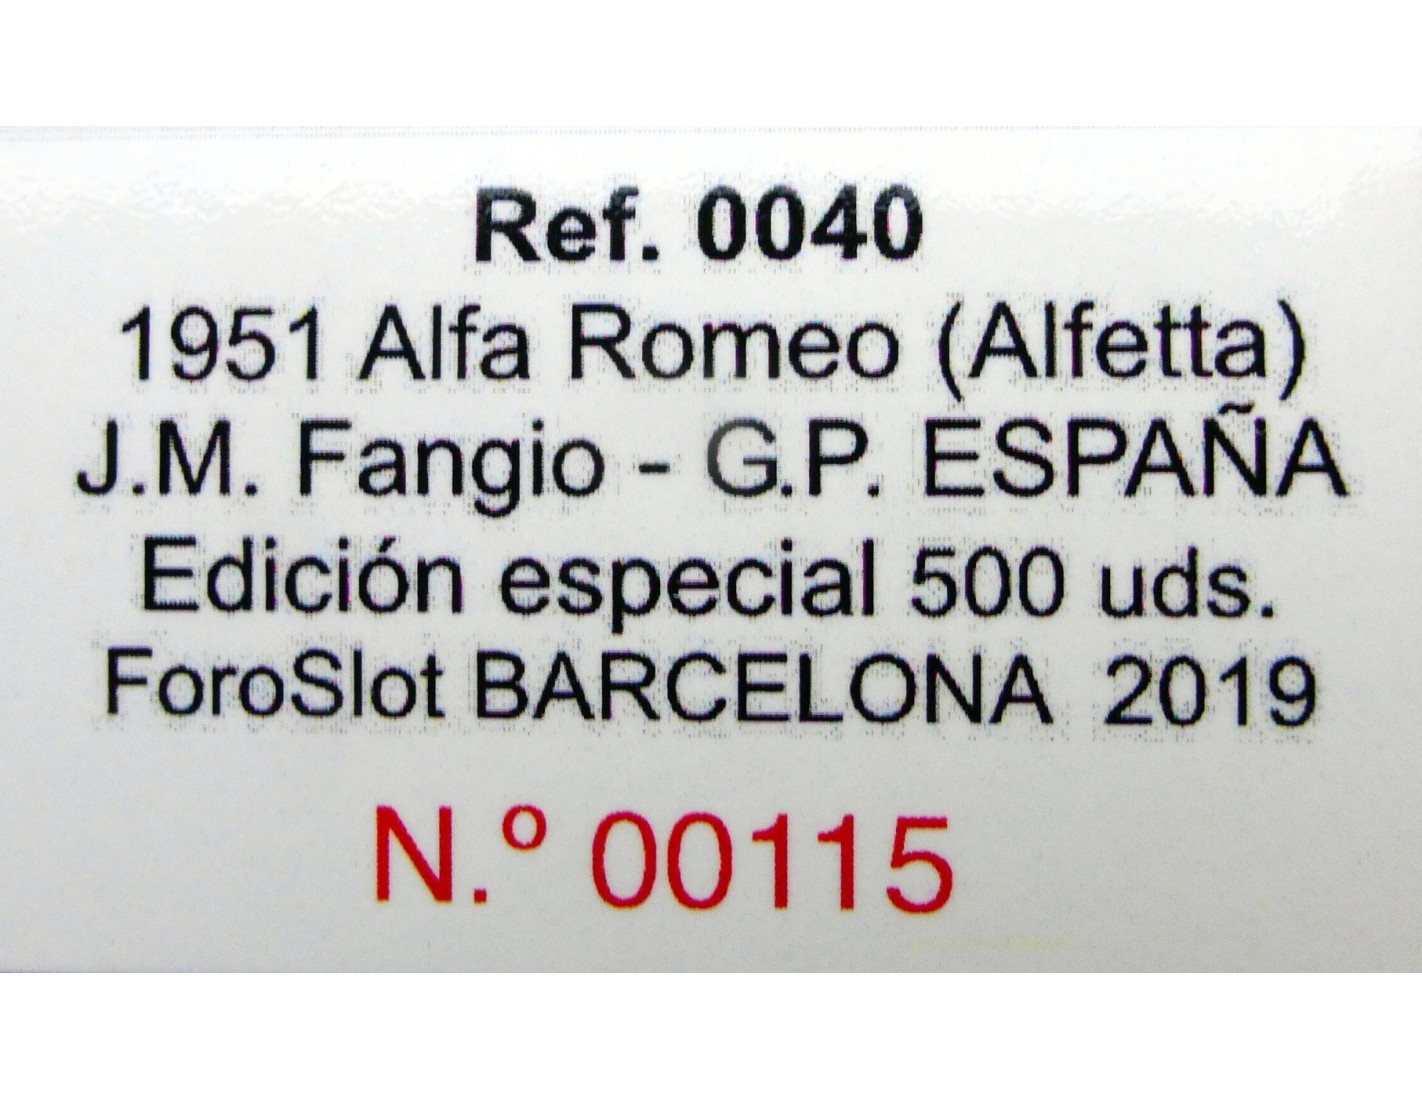 Ref. 0040
1951 Alfa Romeo (Alfetta)
J.M. Fangio - G.P. ESPAÑA
Edición especial 500 uds.
ForoSlot BARCELONA 2019
N.º 00115